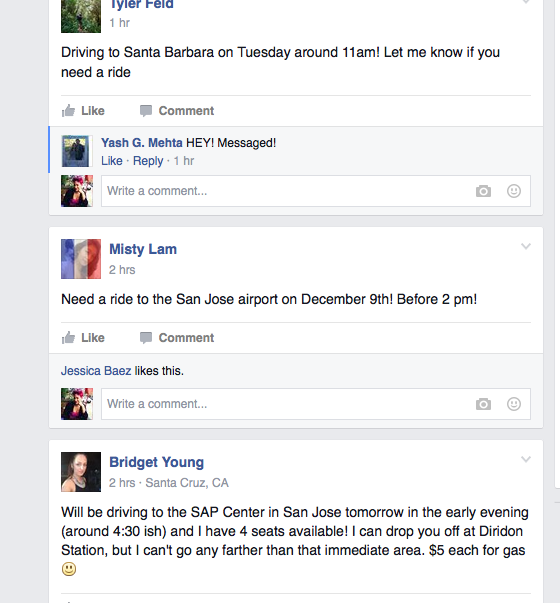 Tyler Feld
1 hr
Driving to Santa Barbara on Tuesday around 11am! Let me know if you
need a ride
Like Comment
Yash G. Mehta HEY! Messaged!
Like · Reply · 1 hr
Write a comment...
Misty Lam
2 hrs
Need a ride to the San Jose airport on December 9th! Before 2 pm!
Like Comment
Jessica Baez likes this.
Write a comment...
Bridget Young
2 hrs · Santa Cruz, CA
Will be driving to the SAP Center in San Jose tomorrow in the early evening
(around 4:30 ish) and I have 4 seats available! I can drop you off at Diridon
Station, but I can't go any farther than that immediate area. $5 each for gas